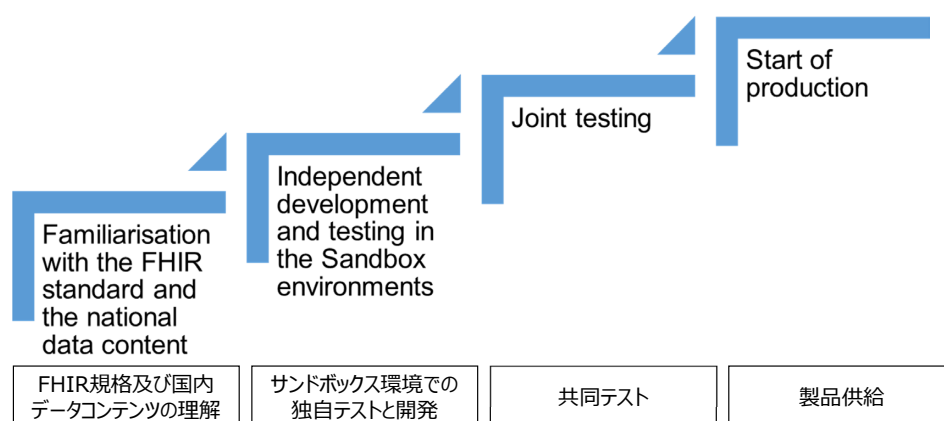 Familiarisation
with the FHIR
standard and
the national
data content
Independent
development
and testing in
the Sandbox
environments
Joint testing
Start of
production
FHIR規格及び国内
データコンテンツの理解
サンドボックス環境での
独自テストと開発
共同テスト
製品供給